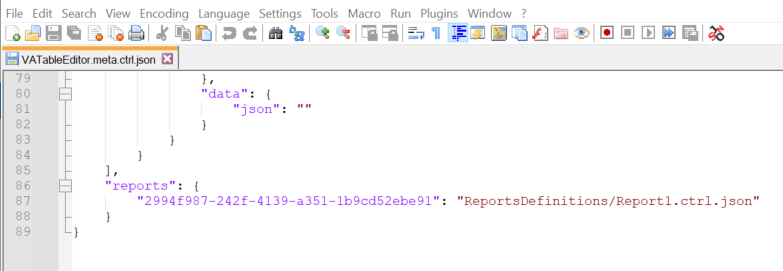 File Edit Search View Encoding Language Settings Tools Macro Run Plugins Window ?
VATableEditor.meta.ctrl.json
79 },
80 "data": {
81 "json": ""
82 }
83 }
84 }
85 ],
86 "reports": {
87 "2994f987-242f-4139-a351-1b9cd52ebe91": "ReportsDefinitions/Report1.ctrl.json"
88 }
89 }